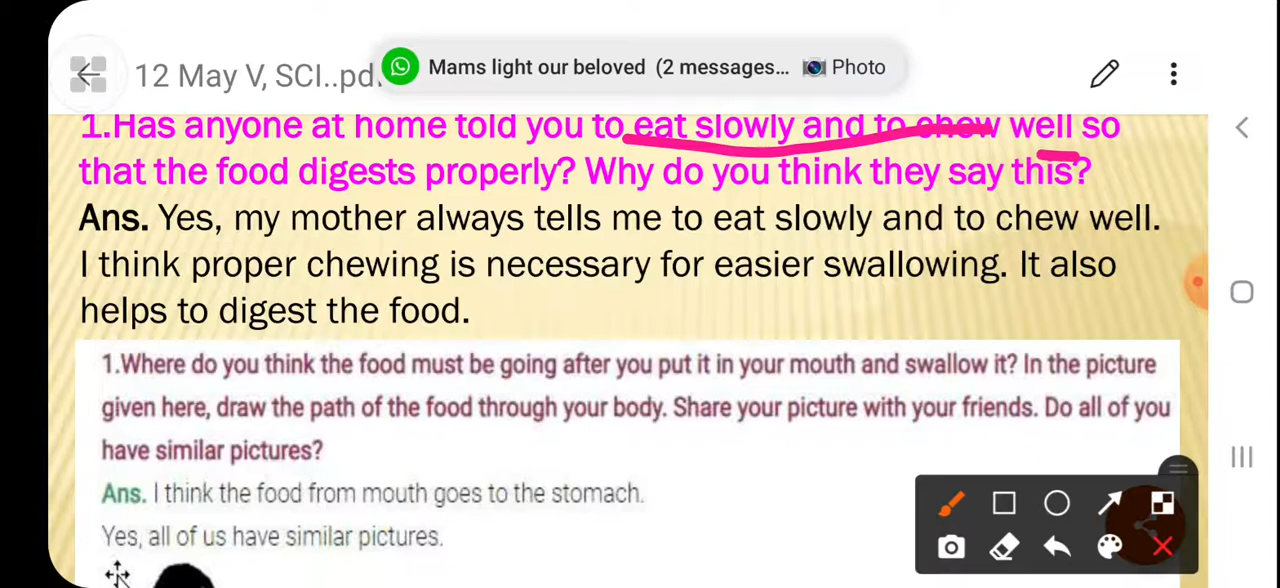 12 May V, SCI..pd
Mams light our beloved (2 messages... Photo
1.Has anyone at home told you to eat slowly and to chew well so
that the food digests properly? Why do you think they say this?
Ans. Yes, my mother always tells me to eat slowly and to chew well.
I think proper chewing is necessary for easier swallowing. It also
helps to digest the food.
1.Where do you think the food must be going after you put it in your mouth and swallow it? In the picture
given here, draw the path of the food through your body. Share your picture with your friends. Do all of you
have similar pictures?
Ans. I think the food from mouth goes to the stomach.
Yes, all of us have similar pictures.